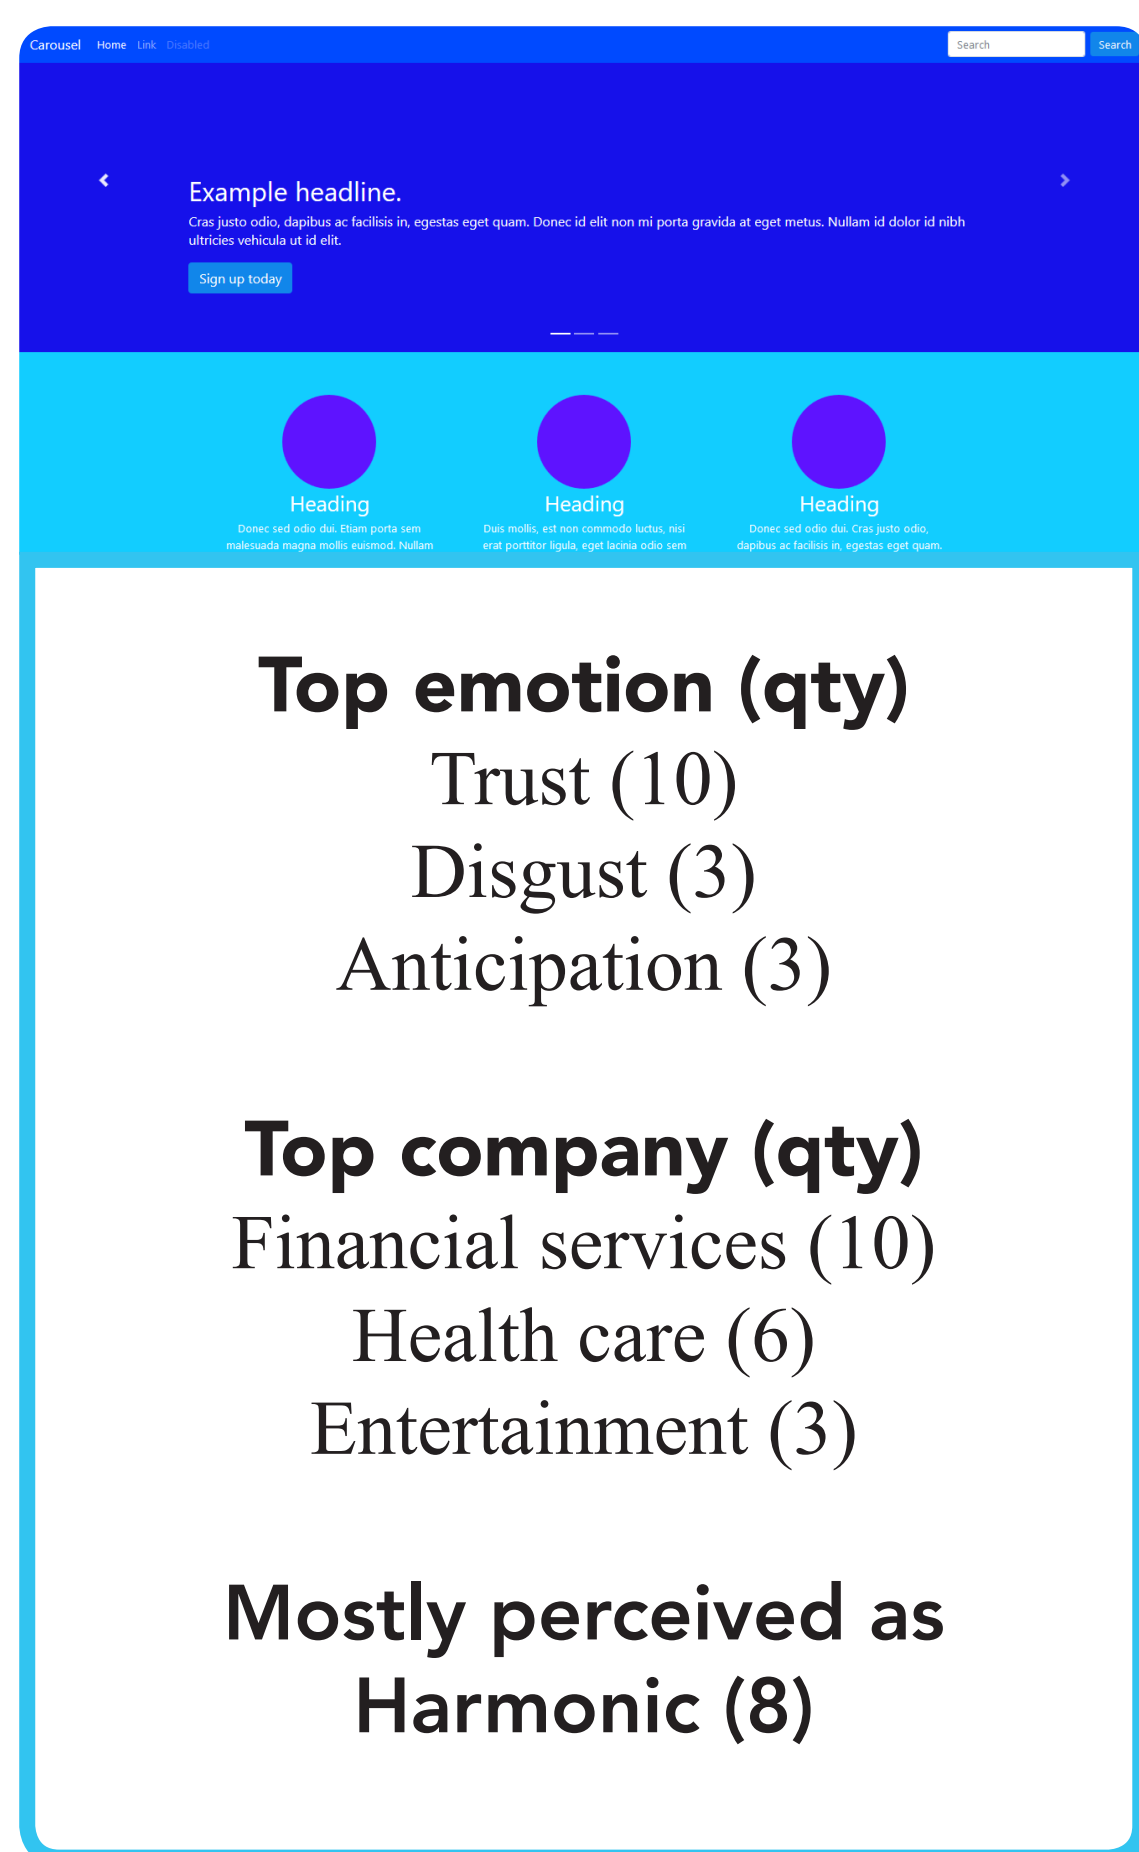 Carousel Home Link Disabled Search Search
Example headline.
Cras justo odio, dapibus ac facilisis in, egestas eget quam. Donec id elit non mi porta gravida at eget metus. Nullam id dolor id nibh
ultricies vehicula ut id elit.
Sign up today
Heading
Donec sed odio dui. Etiam porta sem
malesuada magna mollis euismod. Nullam
Heading
Duis mollis, est non commodo luctus, nisi
erat porttitor ligula, eget lacinia odio sem
Heading
Donec sed odio dui. Cras justo odio,
dapibus ac facilisis in, egestas eget quam.
Top emotion (qty)
Trust (10)
Disgust (3)
Anticipation (3)
Top company (qty)
Financial services (10)
Health care (6)
Entertainment (3)
Mostly perceived as
Harmonic (8)